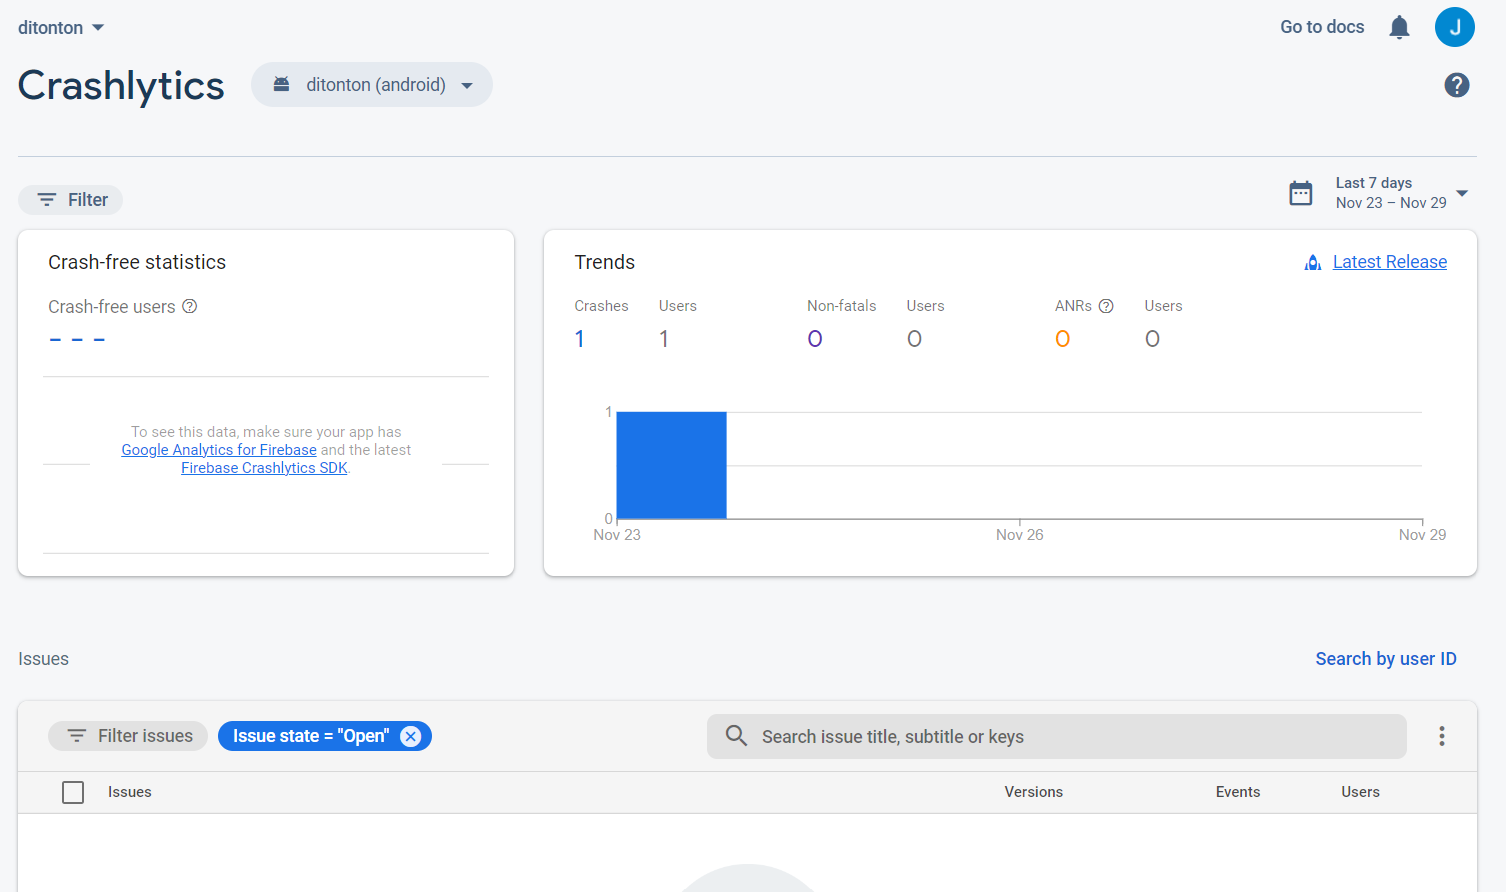 ditonton
Go to docs
J
Crashlytics
ditonton (android)
Filter
Last 7 days
Nov 23 – Nov 29
Crash-free statistics
Crash-free users
– – –
To see this data, make sure your app has
Google Analytics for Firebase and the latest
Firebase Crashlytics SDK.
Trends
Latest Release
Crashes Users Non-fatals Users ANRs Users
1 1 0 0 0 0
1
0
Nov 23 Nov 26 Nov 29
Issues
Search by user ID
Filter issues
Issue state = "Open"
Search issue title, subtitle or keys
Issues Versions Events Users